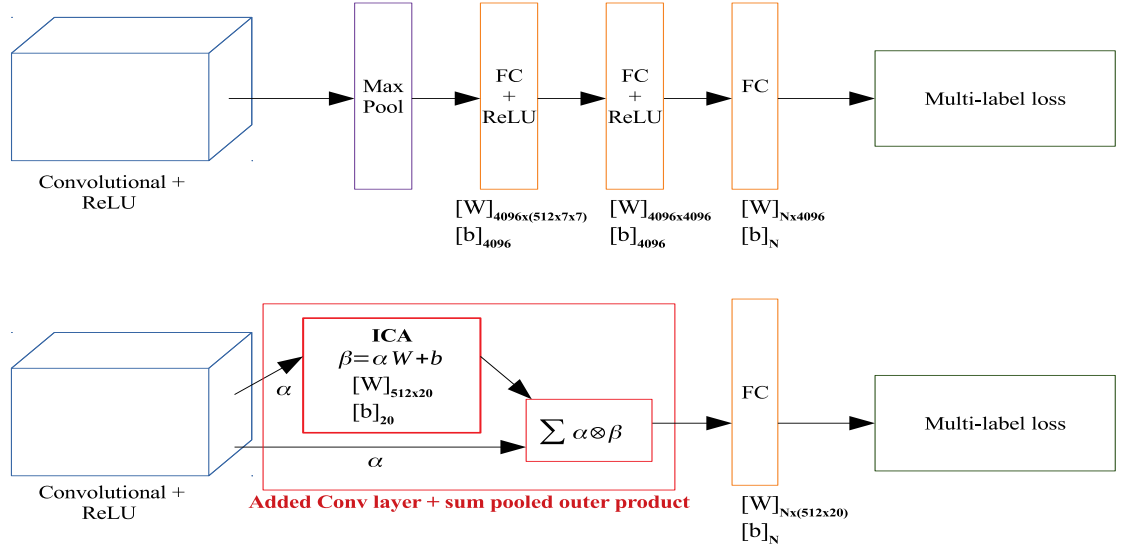 Convolutional +
ReLU
Max
Pool
FC
+
ReLU
FC
+
ReLU
FC
Multi-label loss
[W]4096x(512x7x7)
[b]4096
[W]4096x4096
[b]4096
[W]Nx4096
[b]N
Convolutional +
ReLU
α
α
ICA
β=αW+b
[W]512x20
[b]20
∑ α⊗β
Added Conv layer + sum pooled outer product
FC
[W]Nx(512x20)
[b]N
Multi-label loss